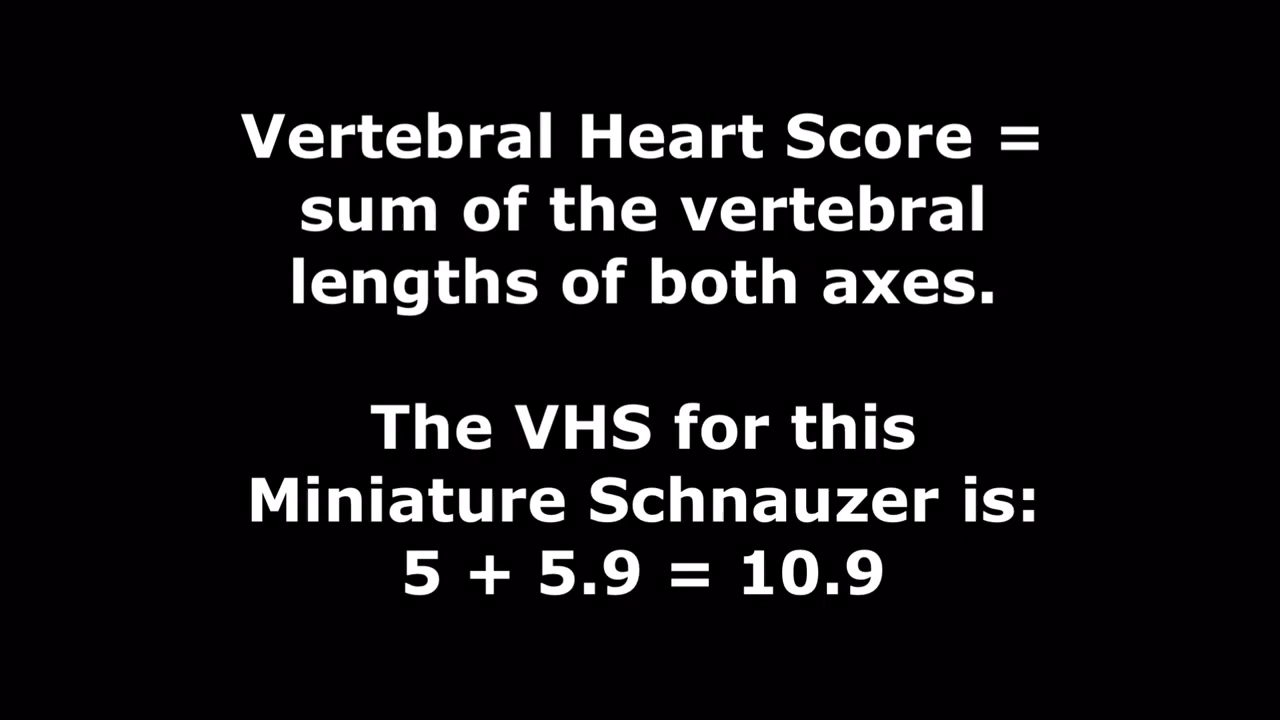 Vertebral Heart Score =
sum of the vertebral
lengths of both axes.
The VHS for this
Miniature Schnauzer is:
5 + 5.9 = 10.9